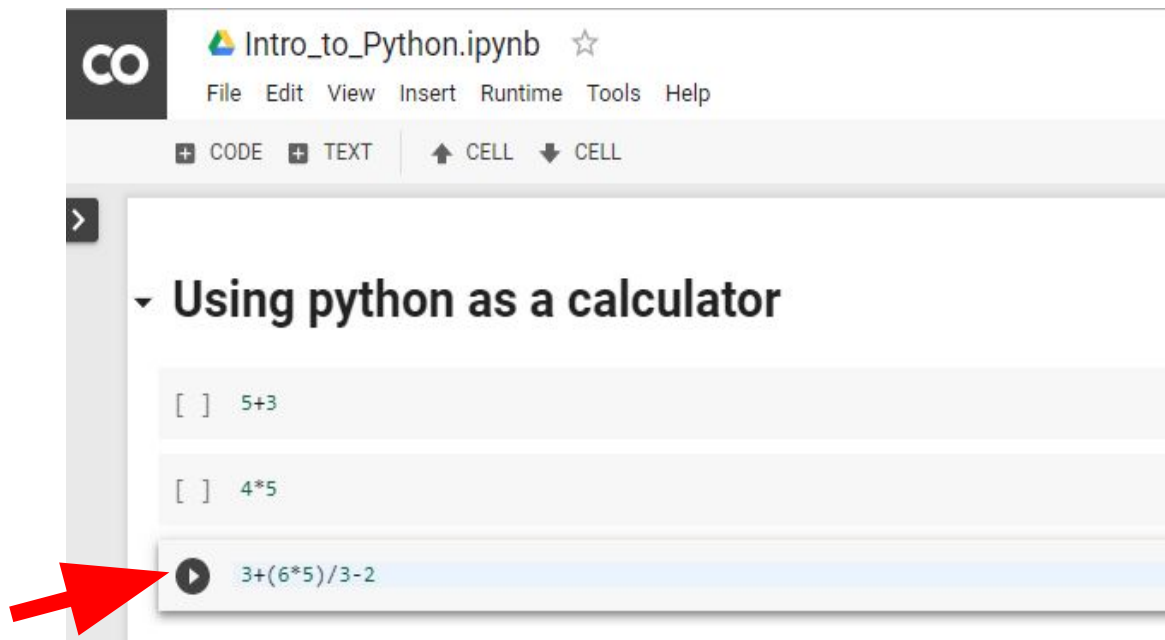 CO Intro_to_Python.ipynb
File Edit View Insert Runtime Tools Help
CODE TEXT CELL CELL
Using python as a calculator
[ ] 5+3
[ ] 4*5
3+(6*5)/3-2